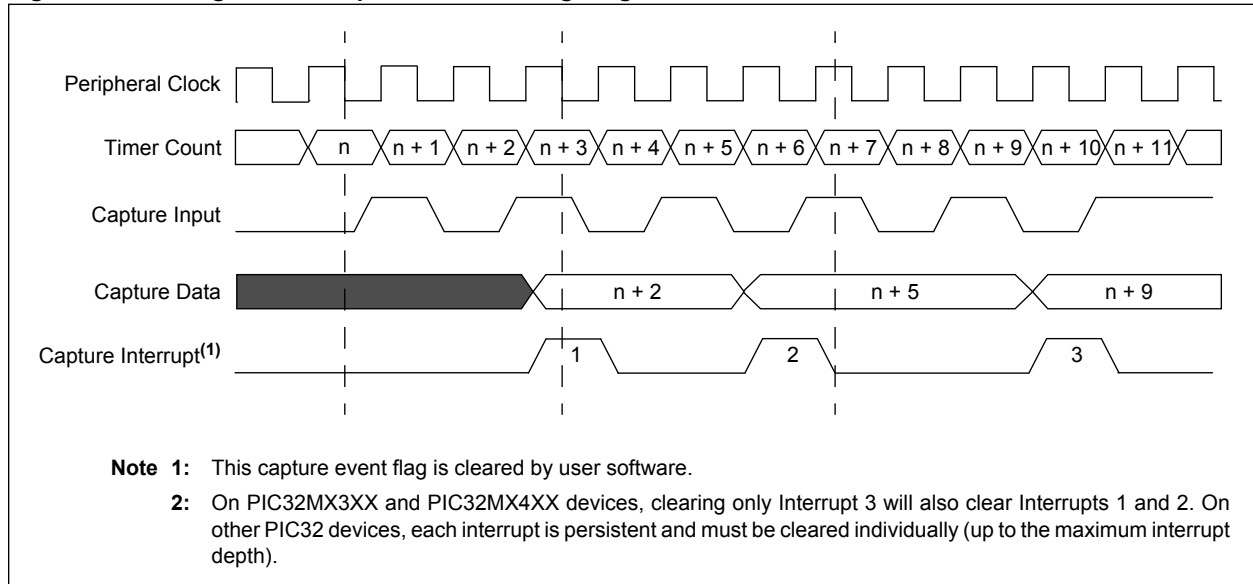 Peripheral Clock
Timer Count
n
n + 1
n + 2
n + 3
n + 4
n + 5
n + 6
n + 7
n + 8
n + 9
n + 10
n + 11
Capture Input
Capture Data
n + 2
n + 5
n + 9
Capture Interrupt(1)
1
2
3
Note 1: This capture event flag is cleared by user software.
2: On PIC32MX3XX and PIC32MX4XX devices, clearing only Interrupt 3 will also clear Interrupts 1 and 2. On
other PIC32 devices, each interrupt is persistent and must be cleared individually (up to the maximum interrupt
depth).